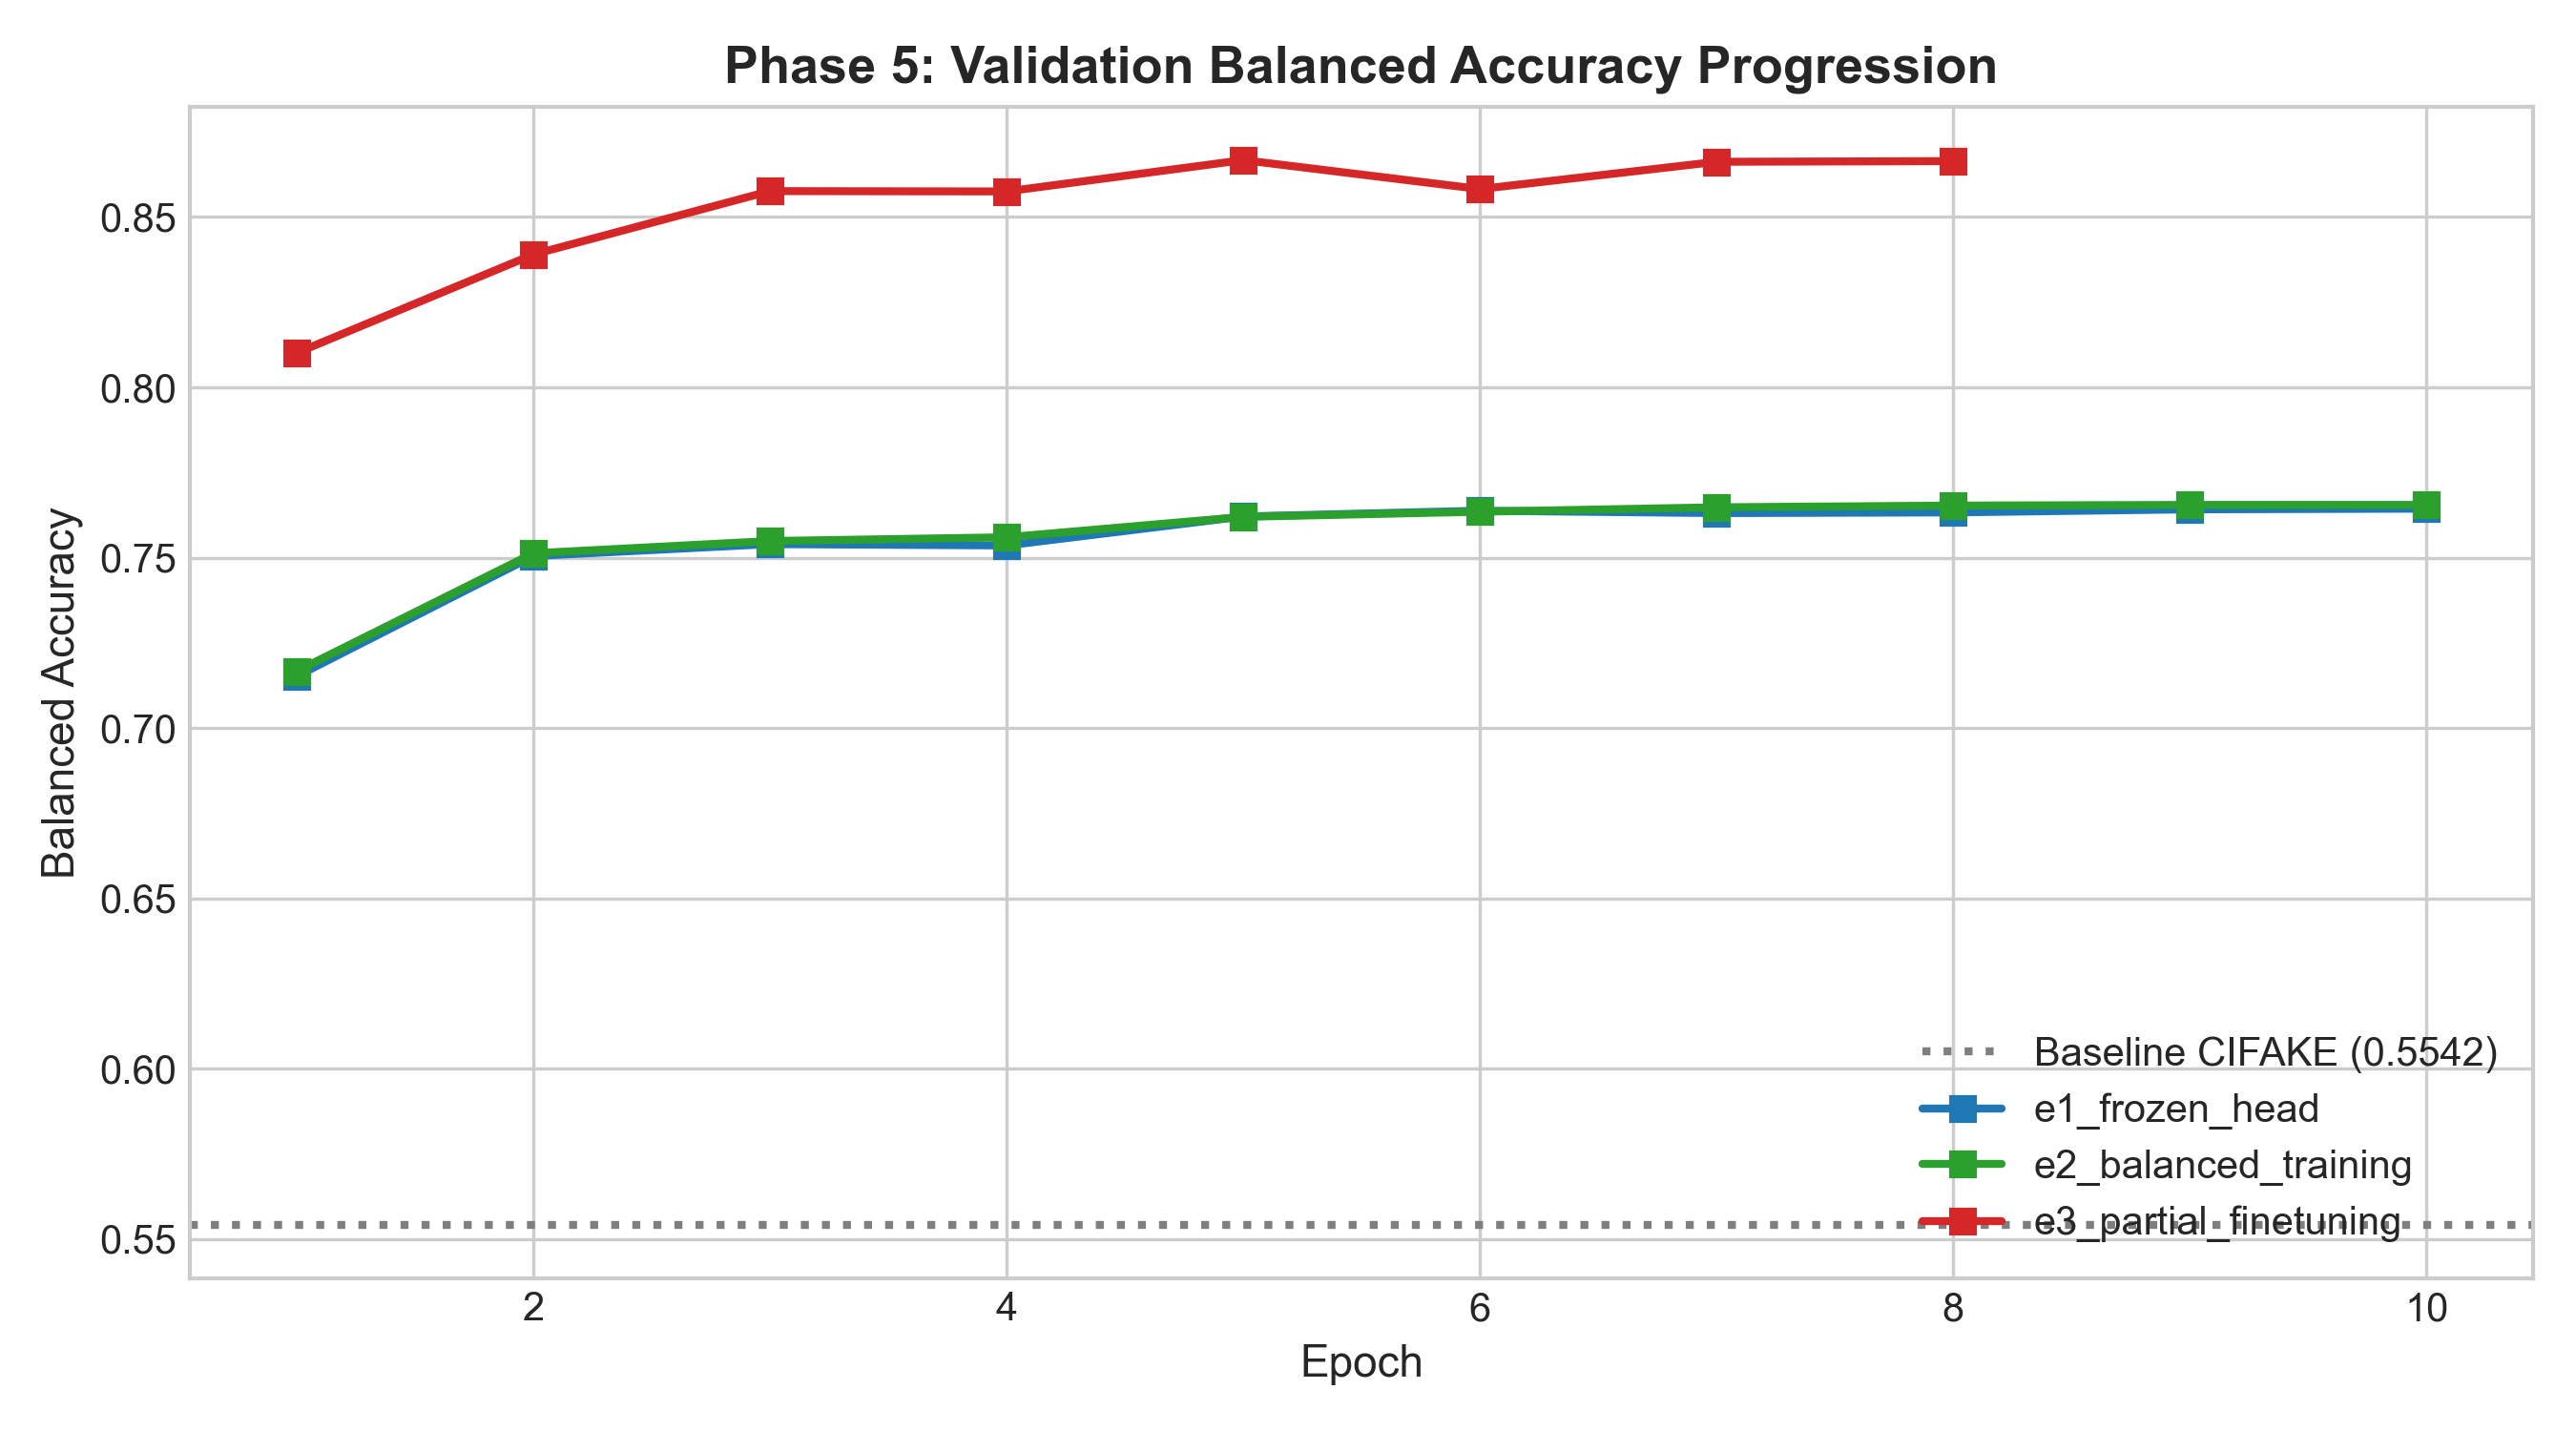 Phase 5: Validation Balanced Accuracy Progression
Balanced Accuracy
0.85
0.80
0.75
0.70
0.65
0.60
0.55
Baseline CIFAKE (0.5542)
e1_frozen_head
e2_balanced_training
e3_partial_finetuning
2 4 6 8 10
Epoch